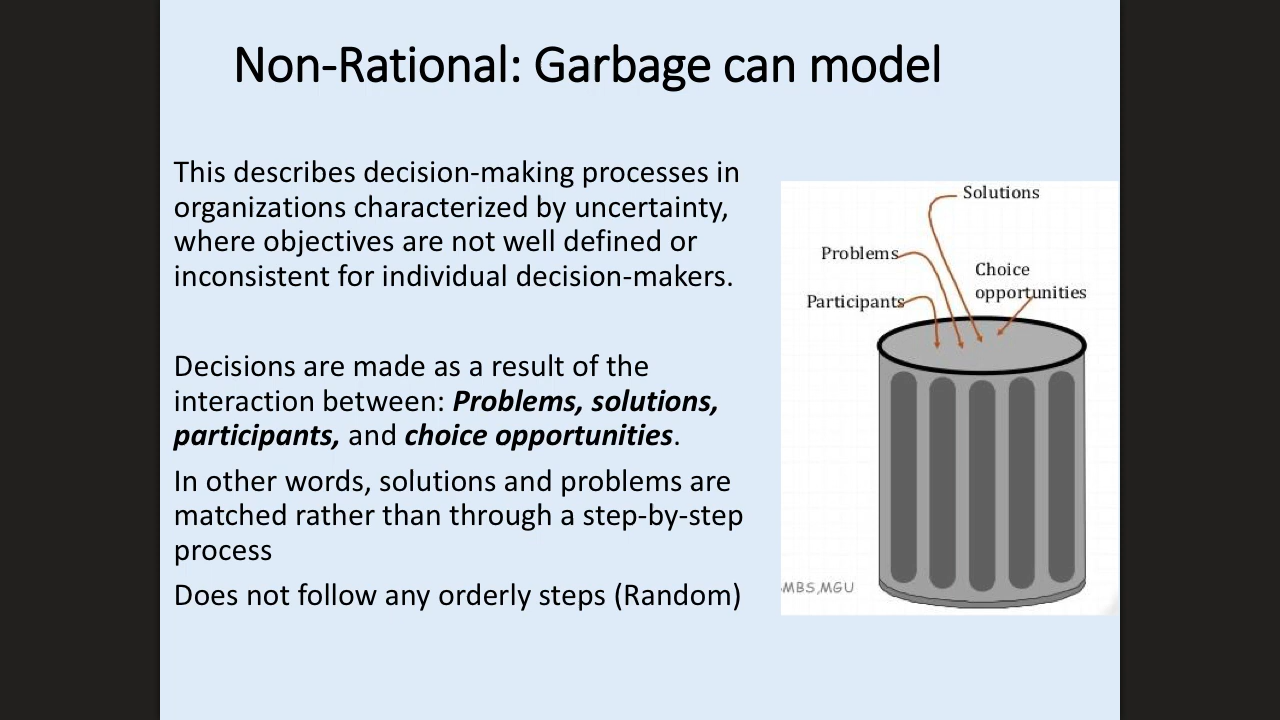 Non-Rational: Garbage can model
This describes decision-making processes in
organizations characterized by uncertainty,
where objectives are not well defined or
inconsistent for individual decision-makers.
Decisions are made as a result of the
interaction between: Problems, solutions,
participants, and choice opportunities.
In other words, solutions and problems are
matched rather than through a step-by-step
process
Does not follow any orderly steps (Random)
Solutions
Problems
Choice
opportunities
Participants
MBS,MGU